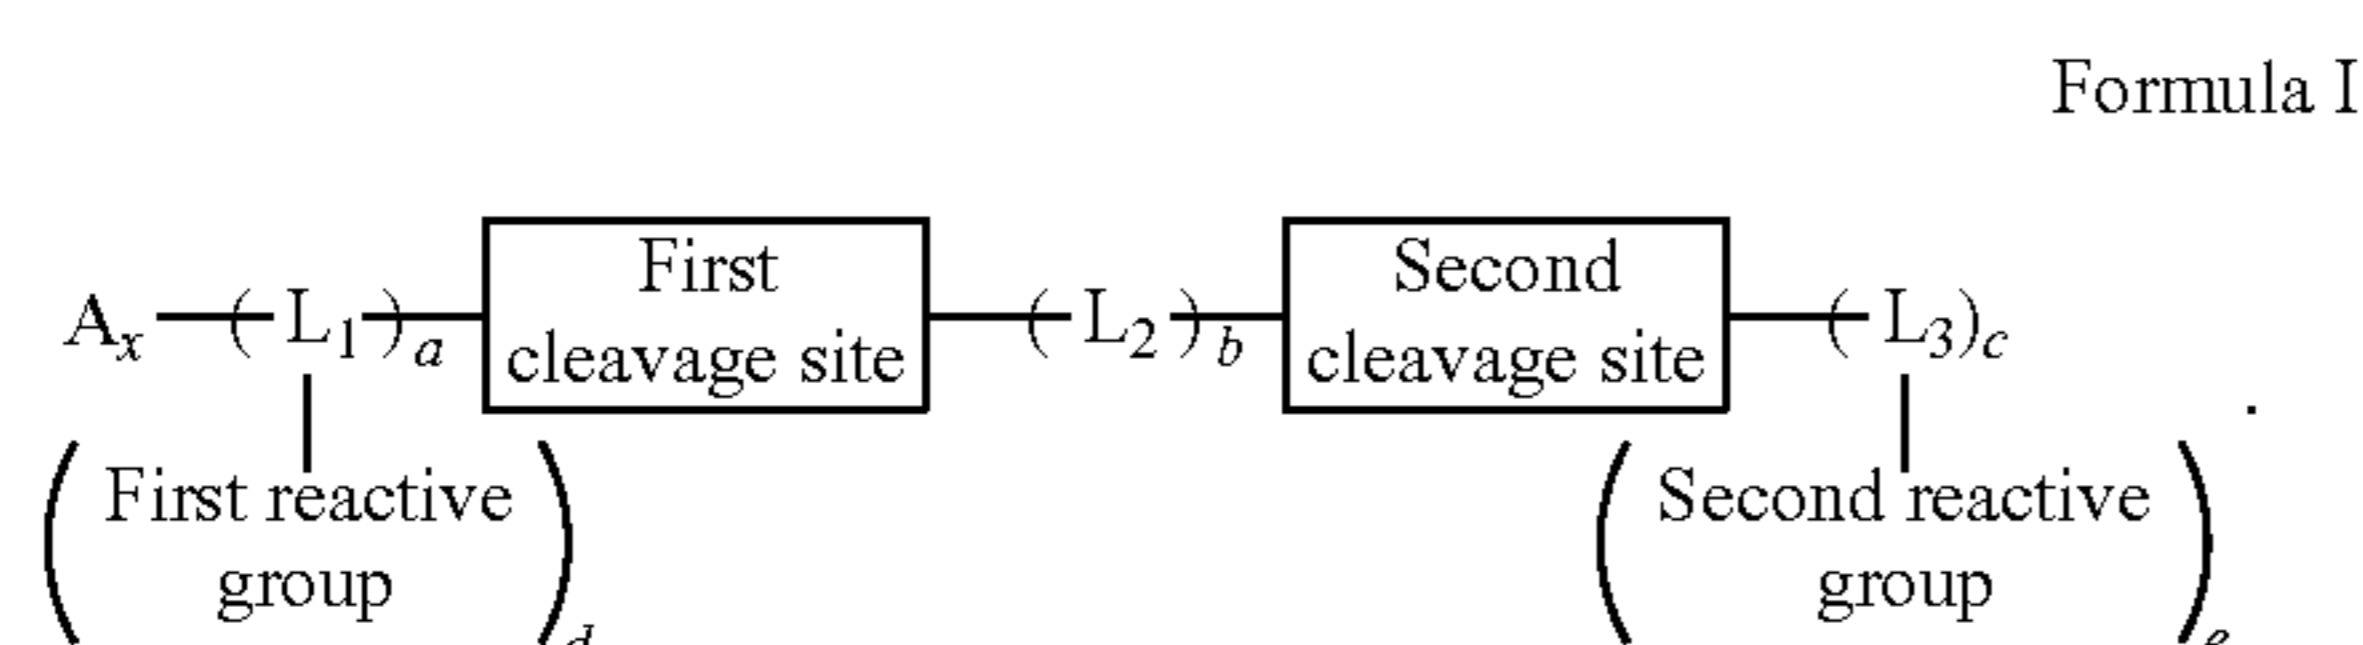 Formula I
First Second
Aₓ —(— L₁ —)ₐ — —(— L₂ —)b — —(— L₃)c
cleavage site cleavage site
.
First reactive Second reactive
group group
d e